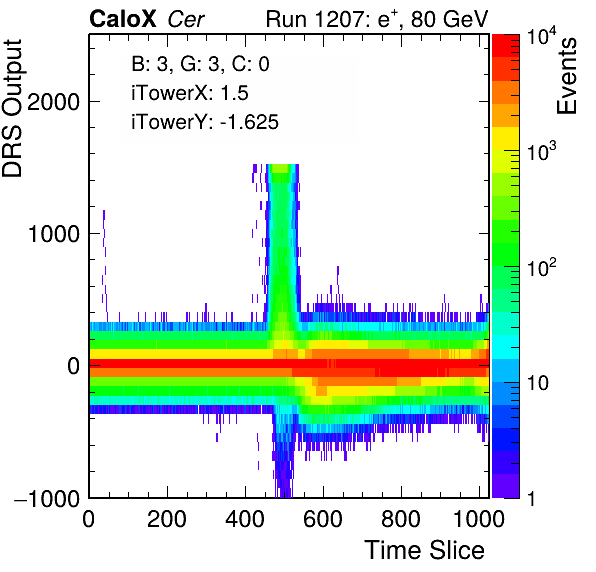 CaloX Cer
Run 1207: e⁺, 80 GeV
B: 3, G: 3, C: 0
iTowerX: 1.5
iTowerY: -1.625
DRS Output
2000
1000
0
−1000
0 200 400 600 800 1000
Time Slice
Events
10⁴
10³
10²
10
1